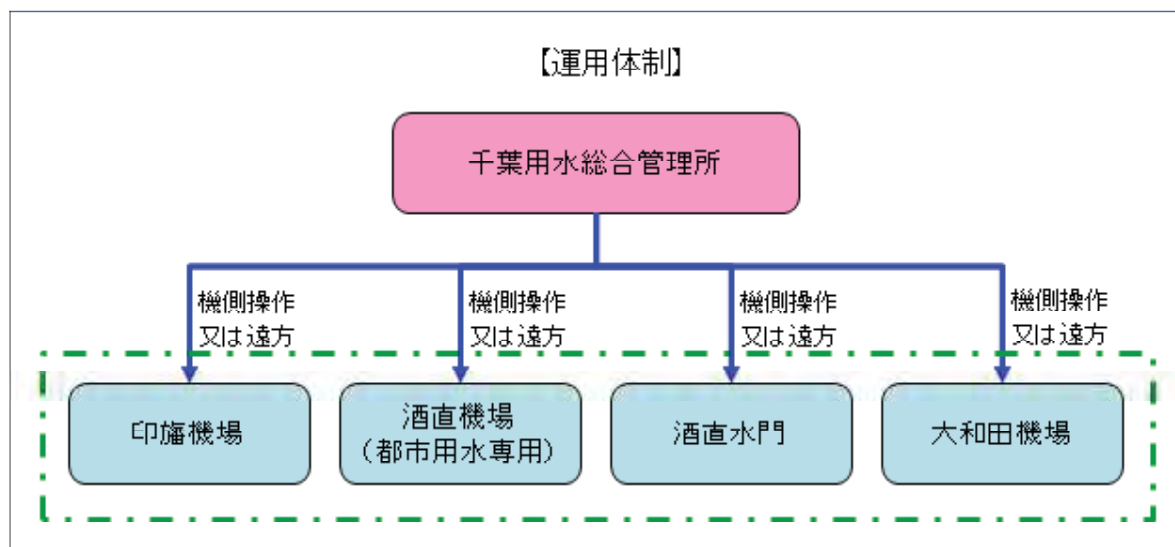 【運用体制】
千葉用水総合管理所
機側操作
又は遠方
機側操作
又は遠方
機側操作
又は遠方
機側操作
又は遠方
印旛機場
酒直機場
（都市用水専用）
酒直水門
大和田機場